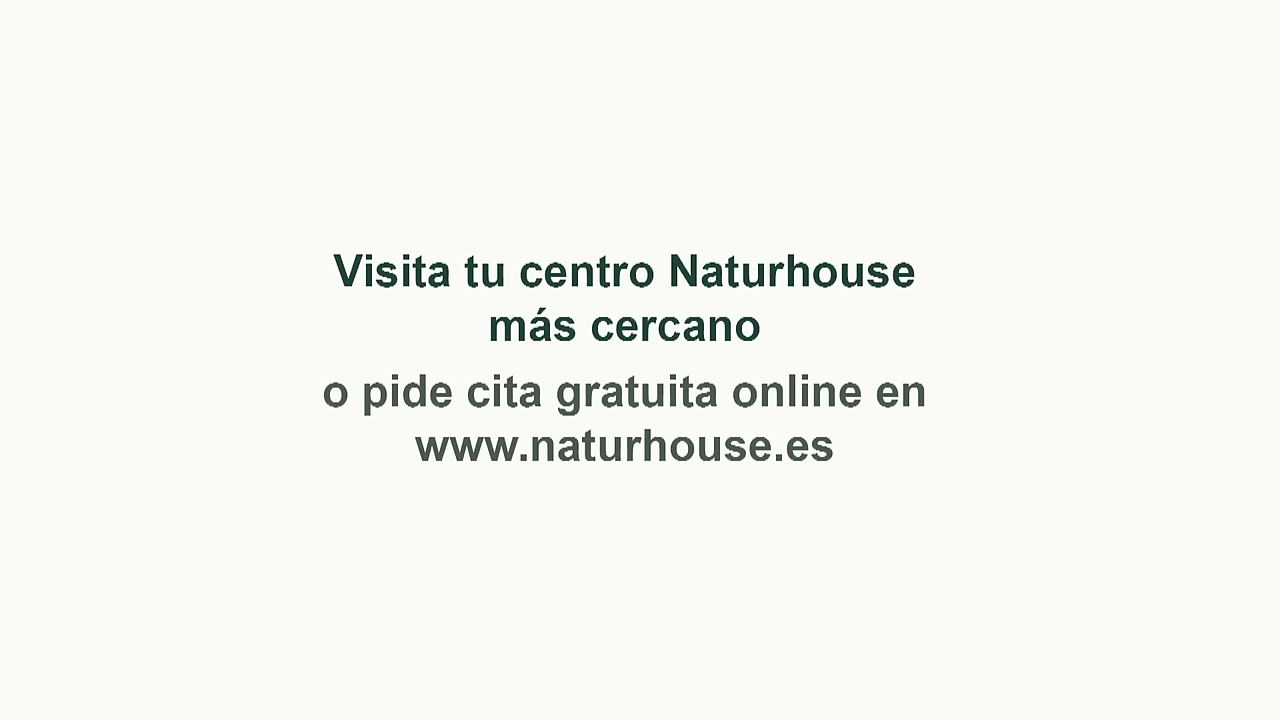 Visita tu centro Naturhouse
más cercano
o pide cita gratuita online en
www.naturhouse.es